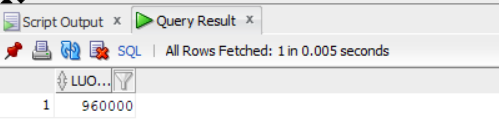 Script Output x Query Result x
SQL | All Rows Fetched: 1 in 0.005 seconds
LUO...
1 960000